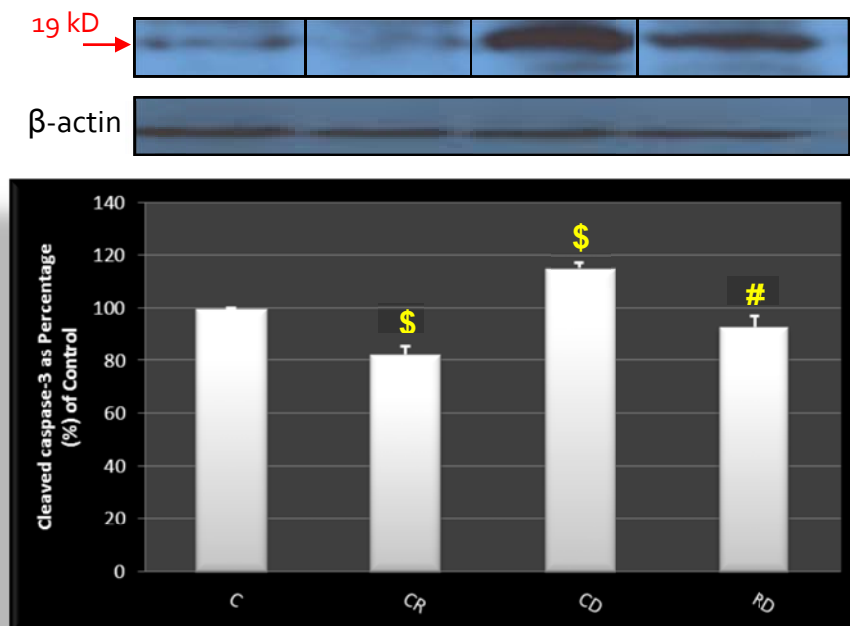 19 kD
β-actin
Cleaved caspase-3 as Percentage
(%) of Control
140
120
100
80
60
40
20
0
$
$
#
C
CR
CD
RD